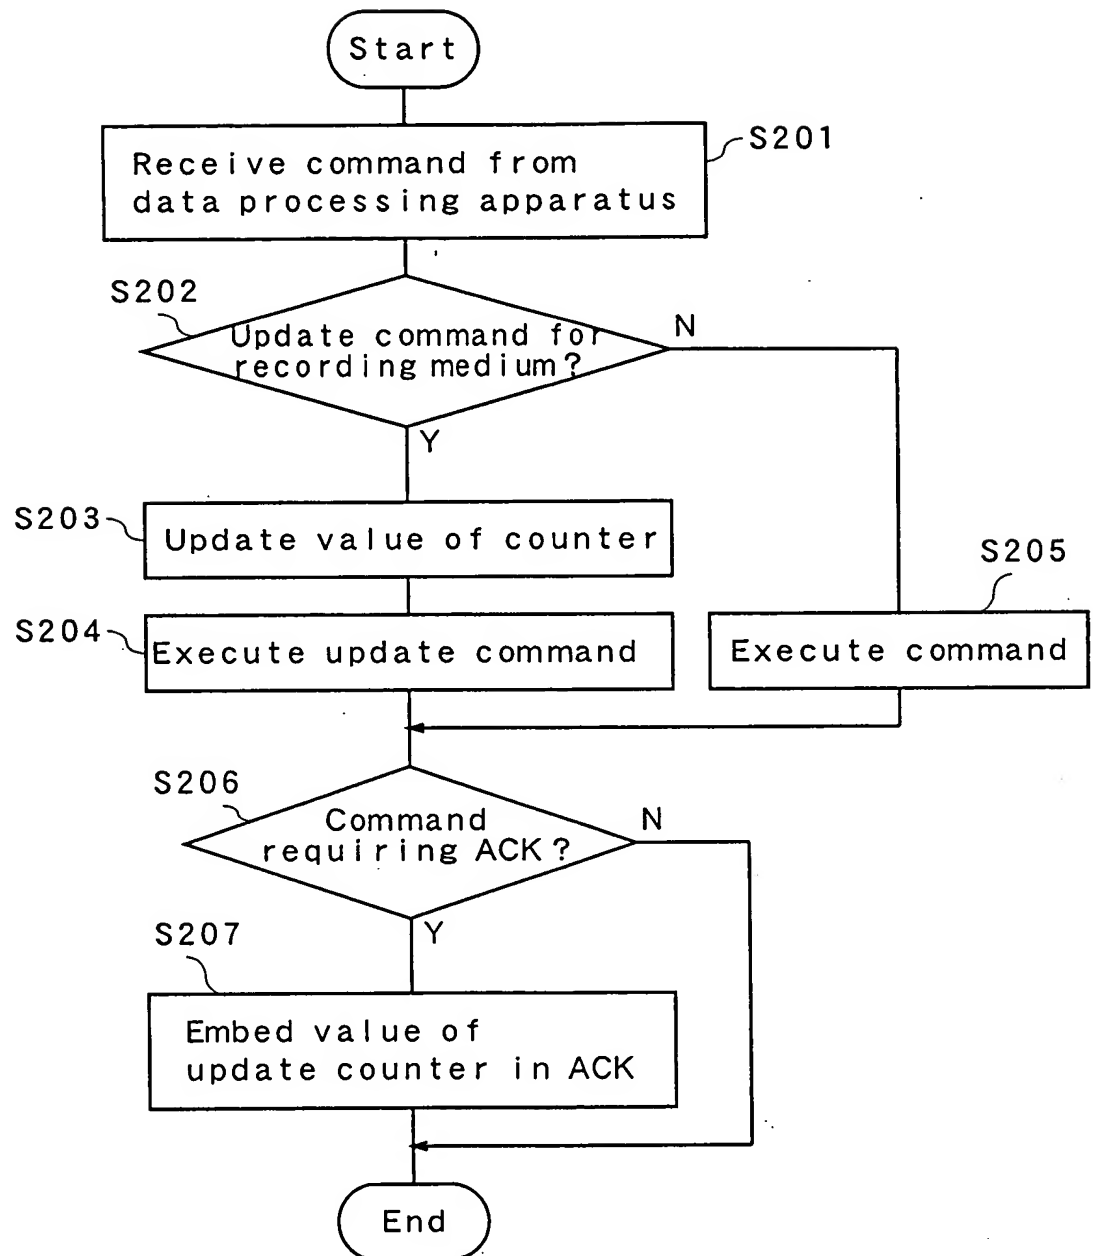 Start
S201
Receive command from
data processing apparatus
S202
Update command for
recording medium?
N
Y
S203
Update value of counter
S205
S204
Execute update command
Execute command
S206
Command
requiring ACK?
N
Y
S207
Embed value of
update counter in ACK
End